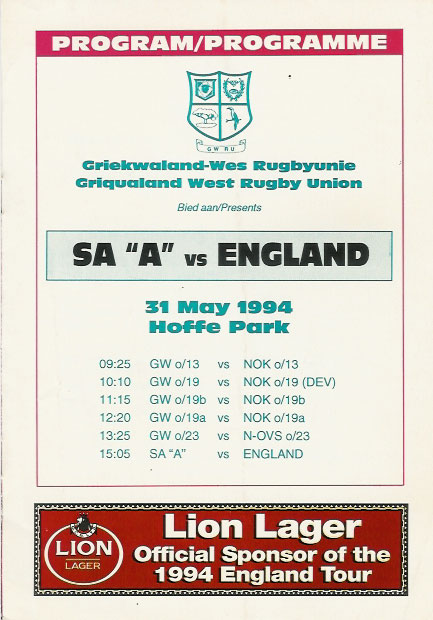 PROGRAM/PROGRAMME
GW RU
Griekwaland-Wes Rugbyunie
Griqualand West Rugby Union
Bied aan/Presents
SA "A" vs ENGLAND
31 May 1994
Hoffe Park
09:25 GW o/13 vs NOK o/13
10:10 GW o/19 vs NOK o/19 (DEV)
11:15 GW o/19b vs NOK o/19b
12:20 GW o/19a vs NOK o/19a
13:25 GW o/23 vs N-OVS o/23
15:05 SA "A" vs ENGLAND
LION
LAGER
Lion Lager
Official Sponsor of the
1994 England Tour